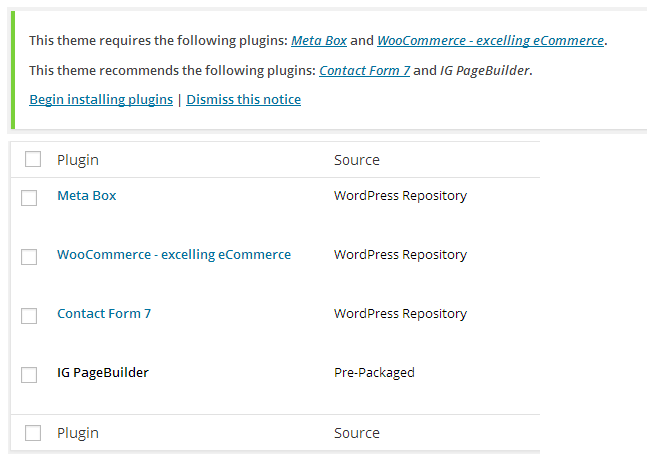 This theme requires the following plugins: Meta Box and WooCommerce - excelling eCommerce.
This theme recommends the following plugins: Contact Form 7 and IG PageBuilder.
Begin installing plugins | Dismiss this notice
Plugin Source
Meta Box WordPress Repository
WooCommerce - excelling eCommerce WordPress Repository
Contact Form 7 WordPress Repository
IG PageBuilder Pre-Packaged
Plugin Source